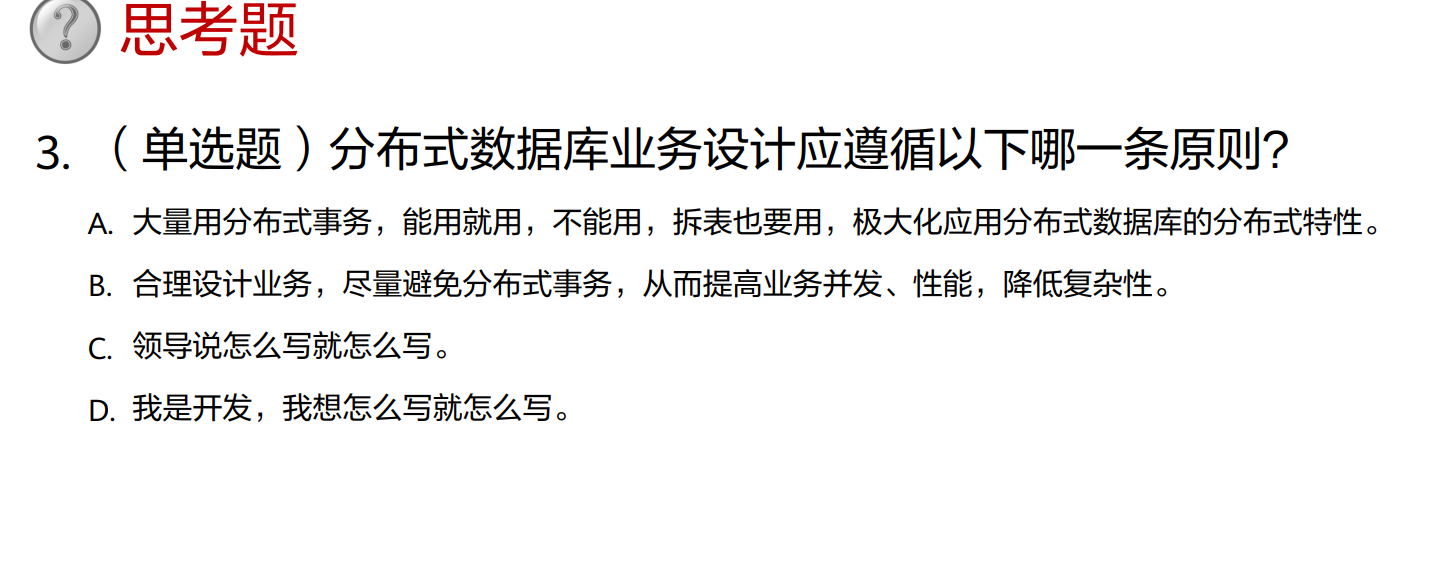 思考题
3. （单选题）分布式数据库业务设计应遵循以下哪一条原则?
A. 大量用分布式事务，能用就用，不能用，拆表也要用，极大化应用分布式数据库的分布式特性。
B. 合理设计业务，尽量避免分布式事务，从而提高业务并发、性能，降低复杂性。
C. 领导说怎么写就怎么写。
D. 我是开发，我想怎么写就怎么写。